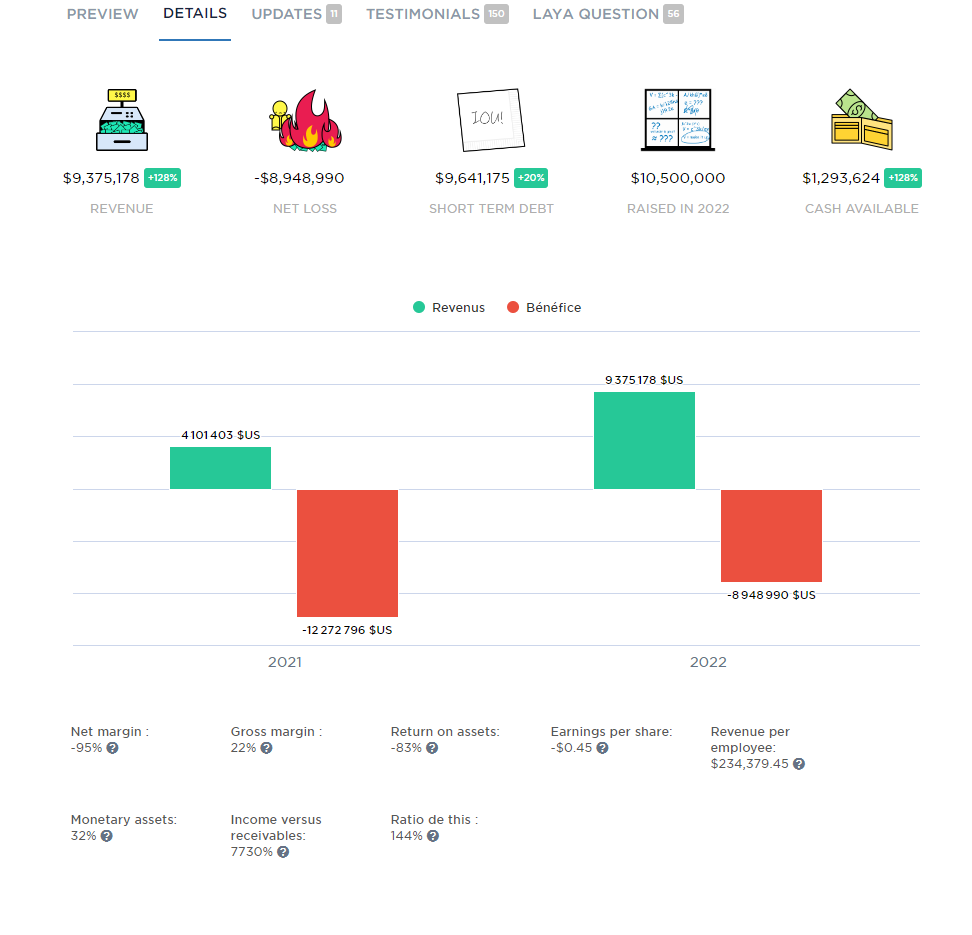 PREVIEW DETAILS UPDATES 11 TESTIMONIALS 150 LAYA QUESTION 56
$$$$
IOU!
$9,375,178 +128% -$8,948,990 $9,641,175 +20% $10,500,000 $1,293,624 +128%
REVENUE NET LOSS SHORT TERM DEBT RAISED IN 2022 CASH AVAILABLE
Revenus Bénéfice
9 375 178 $US
4 101 403 $US
-8 948 990 $US
-12 272 796 $US
2021 2022
Net margin : Gross margin : Return on assets: Earnings per share: Revenue per
-95% ? 22% ? -83% ? -$0.45 ? employee:
$234,379.45 ?
Monetary assets: Income versus Ratio de this :
32% ? receivables: 144% ?
7730% ?